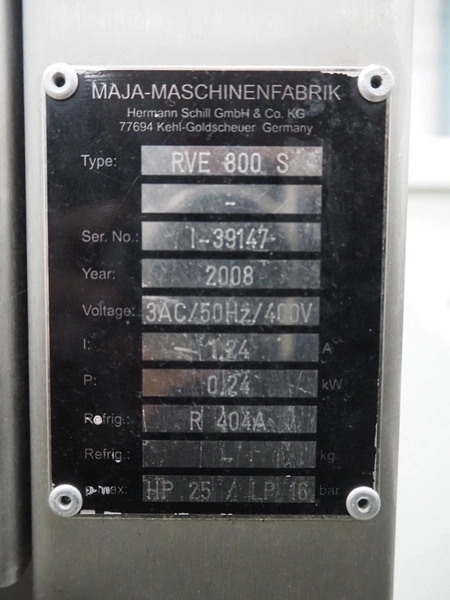 MAJA-MASCHINENFABRIK
Hermann Schill GmbH & Co. KG
77694 Kehl-Goldscheuer Germany
Type: RVE 800 S
-
Ser. No.: I-39147
Year: 2008
Voltage: 3AC/50Hz/400V
I: 1.24 A
P: 0.24 kW
Refrig.: R 404A
Refrig.: - kg
max: HP 25 / LP 16 bar